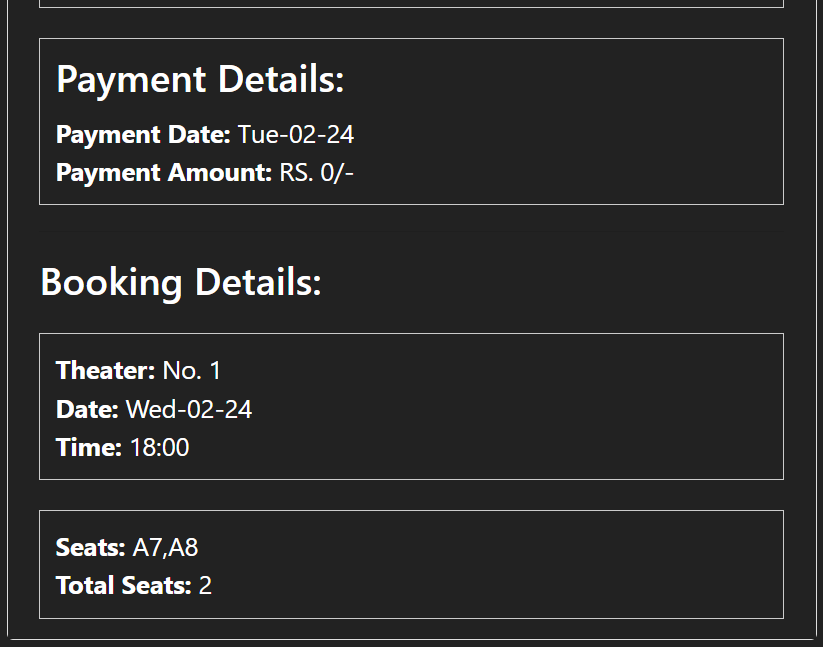 Payment Details:
Payment Date: Tue-02-24
Payment Amount: RS. 0/-
Booking Details:
Theater: No. 1
Date: Wed-02-24
Time: 18:00
Seats: A7,A8
Total Seats: 2